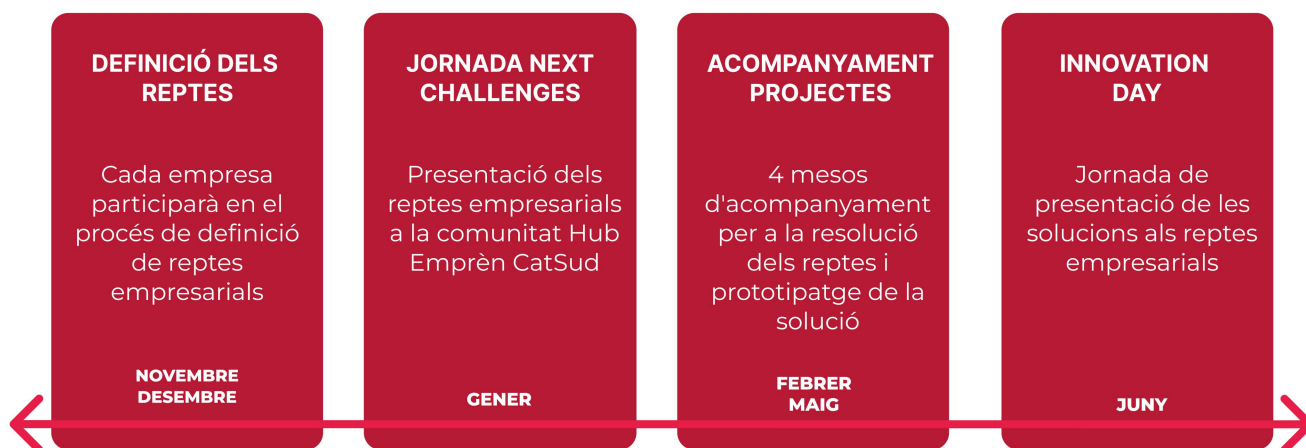 DEFINICIÓ DELS
REPTES
Cada empresa
participarà en el
procés de definició
de reptes
empresarials
NOVEMBRE
DESEMBRE
JORNADA NEXT
CHALLENGES
Presentació dels
reptes empresarials
a la comunitat Hub
Emprèn CatSud
GENER
ACOMPANYAMENT
PROJECTES
4 mesos
d'acompanyament
per a la resolució
dels reptes i
prototipatge de la
solució
FEBRER
MAIG
INNOVATION
DAY
Jornada de
presentació de les
solucions als reptes
empresarials
JUNY